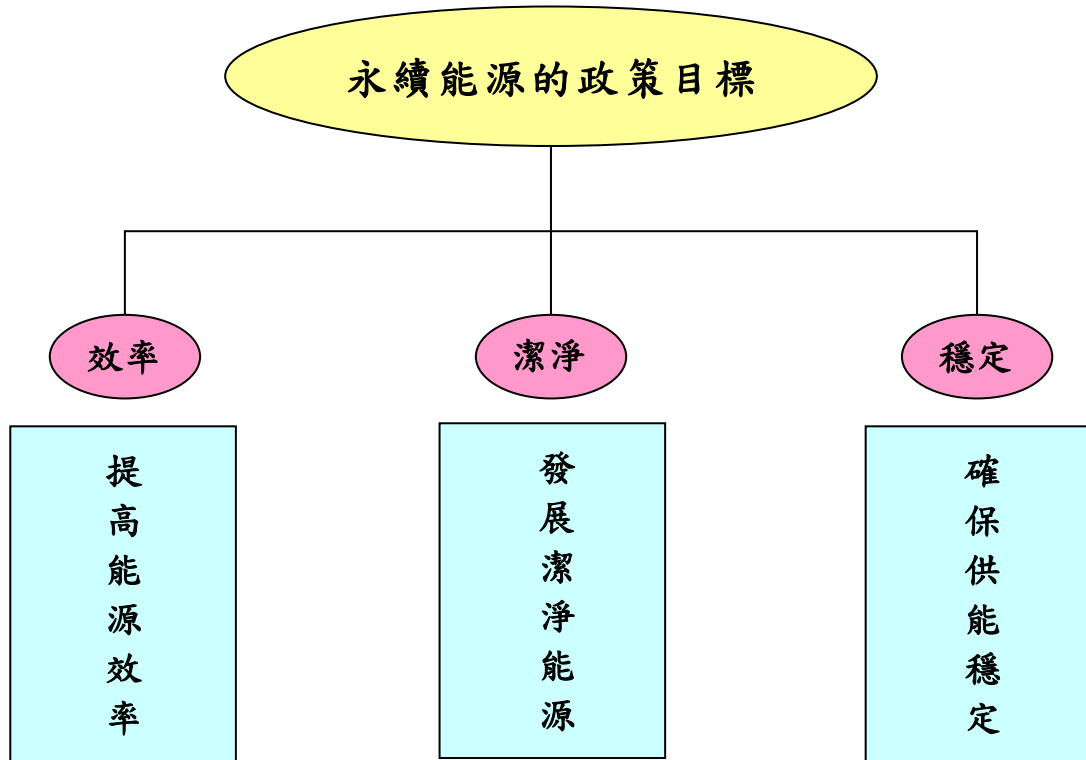 永續能源的政策目標
效率
潔淨
穩定
提高能源效率
發展潔淨能源
確保供能穩定